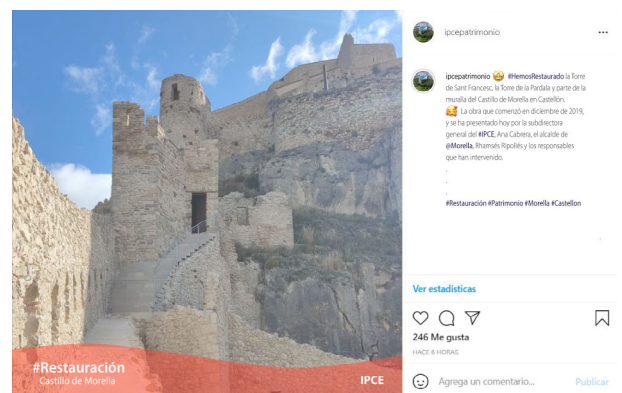 ipcepatrimonio
...
ipcepatrimonio 🤩 #HemosRestaurado la Torre
de Sant Francesc, la Torre de la Pardala y parte de la
muralla del Castillo de Morella en Castellón.
🥰 La obra que comenzó en diciembre de 2019,
y se ha presentado hoy por la subdirectora
general del #IPCE, Ana Cabrera, el alcalde de
@Morella, Rhamsés Ripollés y los responsables
que han intervenido.
.
.
.
#Restauración #Patrimonio #Morella #Castellon
Ver estadísticas
246 Me gusta
HACE 6 HORAS
Agrega un comentario... Publicar
#Restauración
Castillo de Morella
IPCE